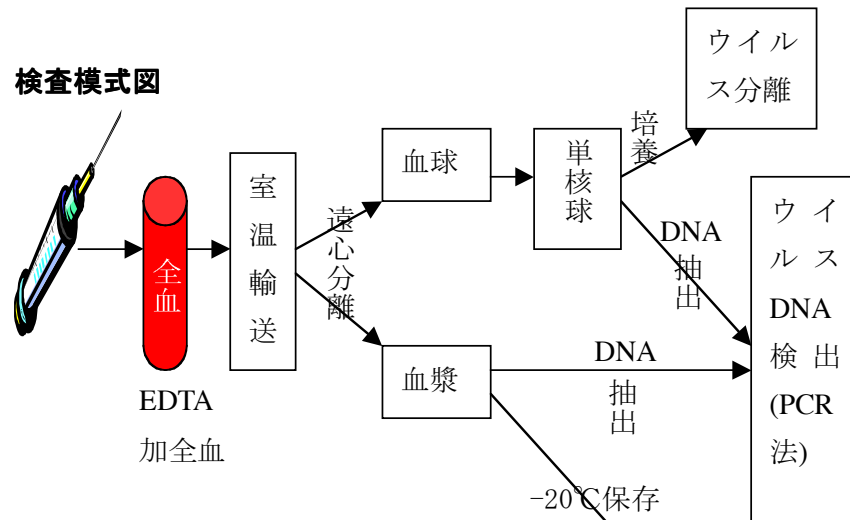 検査模式図
全血
EDTA
加全血
室温輸送
遠心分離
血球
血漿
単核球
培養
ウイル
ス分離
DNA
抽出
DNA
抽出
-20℃保存
ウイ
ルス
DNA
検出
(PCR
法)